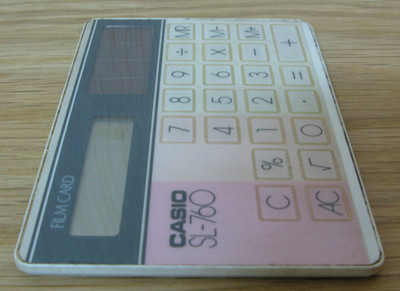 FILM CARD
CASIO
SL-760
7 8 9 ÷ MR
4 5 6 × M−
C % 1 2 3 − M+
AC √ 0 · = +